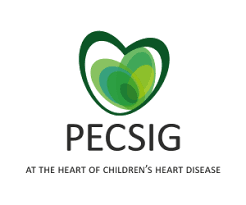 PECSIG
AT THE HEART OF CHILDREN'S HEART DISEASE